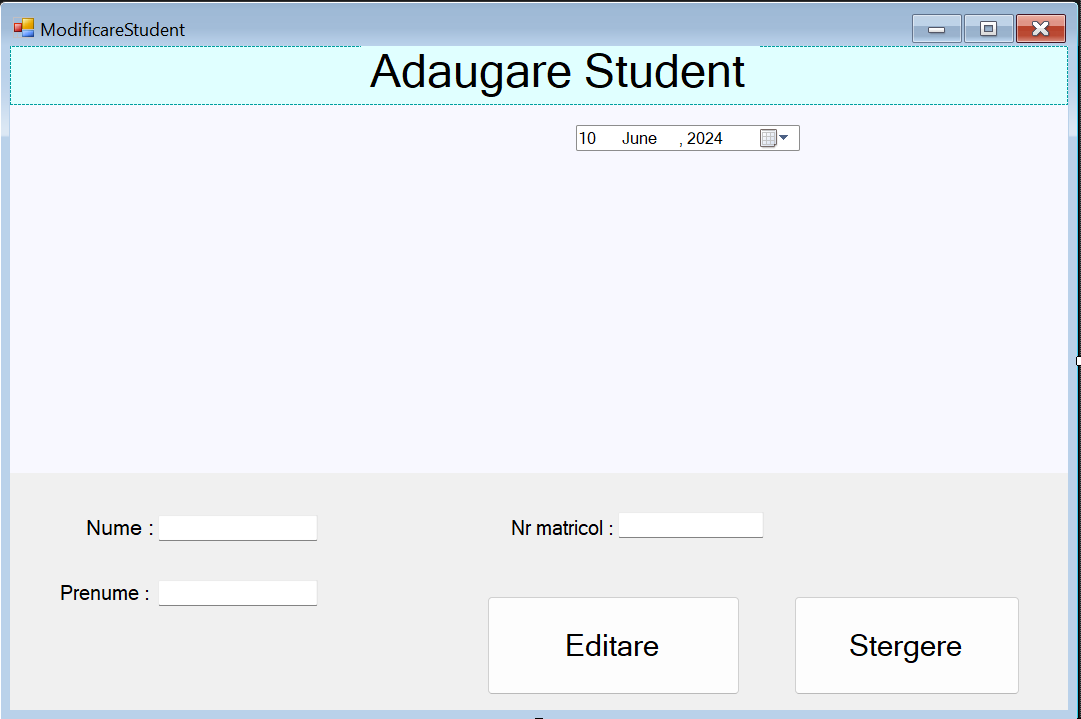 ModificareStudent
Adaugare Student
10 June , 2024
Nume :
Nr matricol :
Prenume :
Editare
Stergere